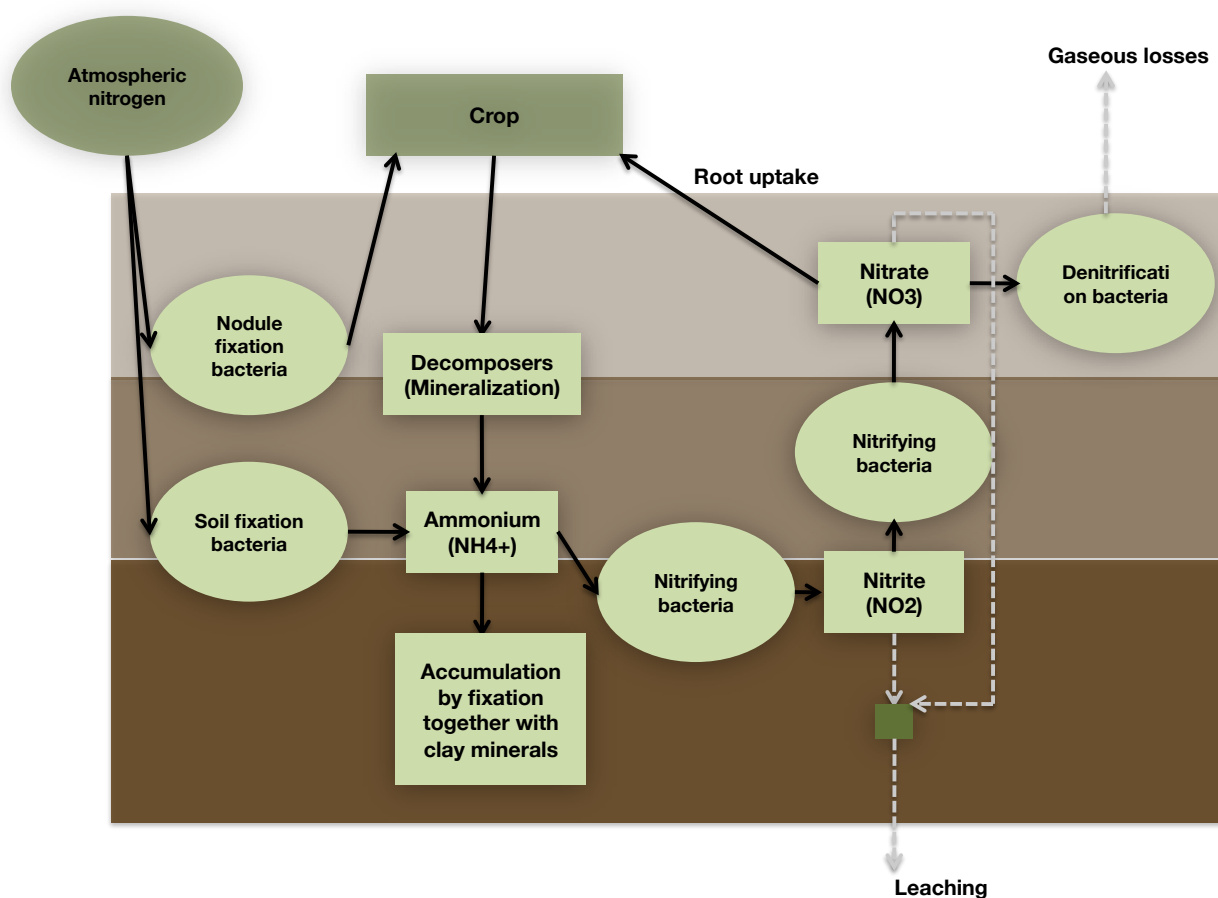 Atmospheric
nitrogen
Crop
Gaseous losses
Root uptake
Nitrate
(NO3)
Denitrificati
on bacteria
Nodule
fixation
bacteria
Decomposers
(Mineralization)
Nitrifying
bacteria
Soil fixation
bacteria
Ammonium
(NH4+)
Nitrifying
bacteria
Nitrite
(NO2)
Accumulation
by fixation
together with
clay minerals
Leaching